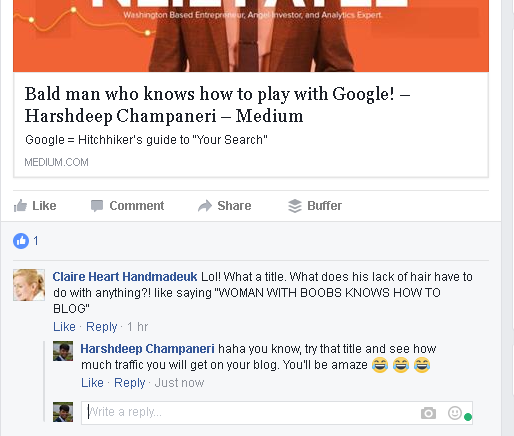 Washington Based Entrepreneur, Angel Investor, and Analytics Expert.
Bald man who knows how to play with Google! –
Harshdeep Champaneri – Medium
Google = Hitchhiker's guide to "Your Search"
MEDIUM.COM
Like Comment Share Buffer
1
Claire Heart Handmadeuk Lol! What a title. What does his lack of hair have to
do with anything?! like saying "WOMAN WITH BOOBS KNOWS HOW TO
BLOG"
Like · Reply · 1 hr
Harshdeep Champaneri haha you know, try that title and see how
much traffic you will get on your blog. You'll be amaze 😂 😂 😂
Like · Reply · Just now
Write a reply...